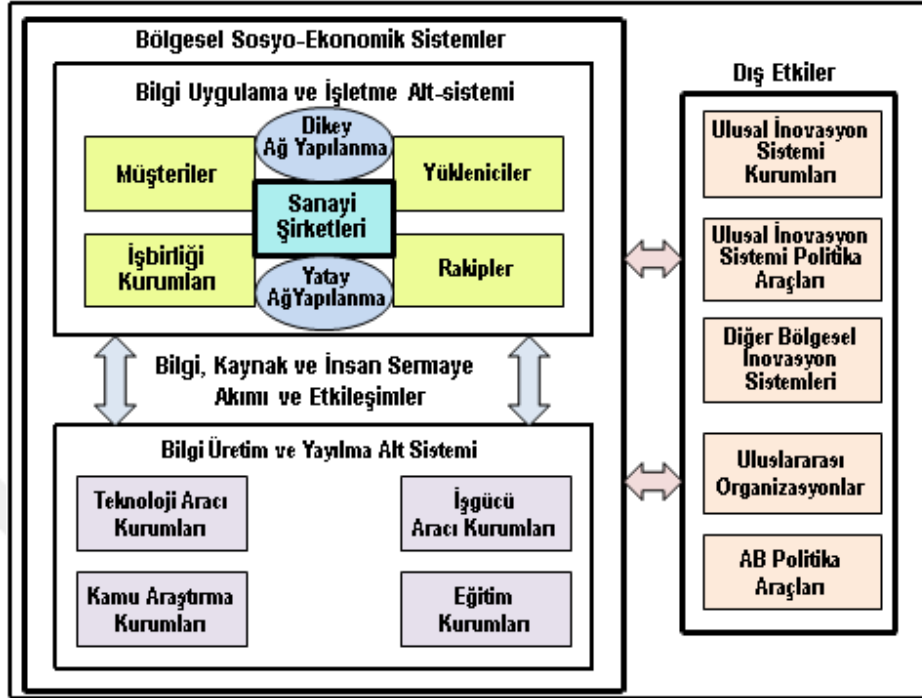 Bölgesel Sosyo-Ekonomik Sistemler
Bilgi Uygulama ve İşletme Alt-sistemi
Dikey
Ağ Yapılanma
Müşteriler
Yükleniciler
Sanayi
Şirketleri
İşbirliği
Kurumları
Rakipler
Yatay
AğYapılanma
Bilgi, Kaynak ve İnsan Sermaye
Akımı ve Etkileşimler
Bilgi Üretim ve Yayılma Alt Sistemi
Teknoloji Aracı
Kurumları
İşgücü
Aracı Kurumları
Kamu Araştırma
Kurumları
Eğitim
Kurumları
Dış Etkiler
Ulusal İnovasyon
Sistemi
Kurumları
Ulusal İnovasyon
Sistemi Politika
Araçları
Diğer Bölgesel
İnovasyon
Sistemleri
Uluslararası
Organizasyonlar
AB Politika
Araçları